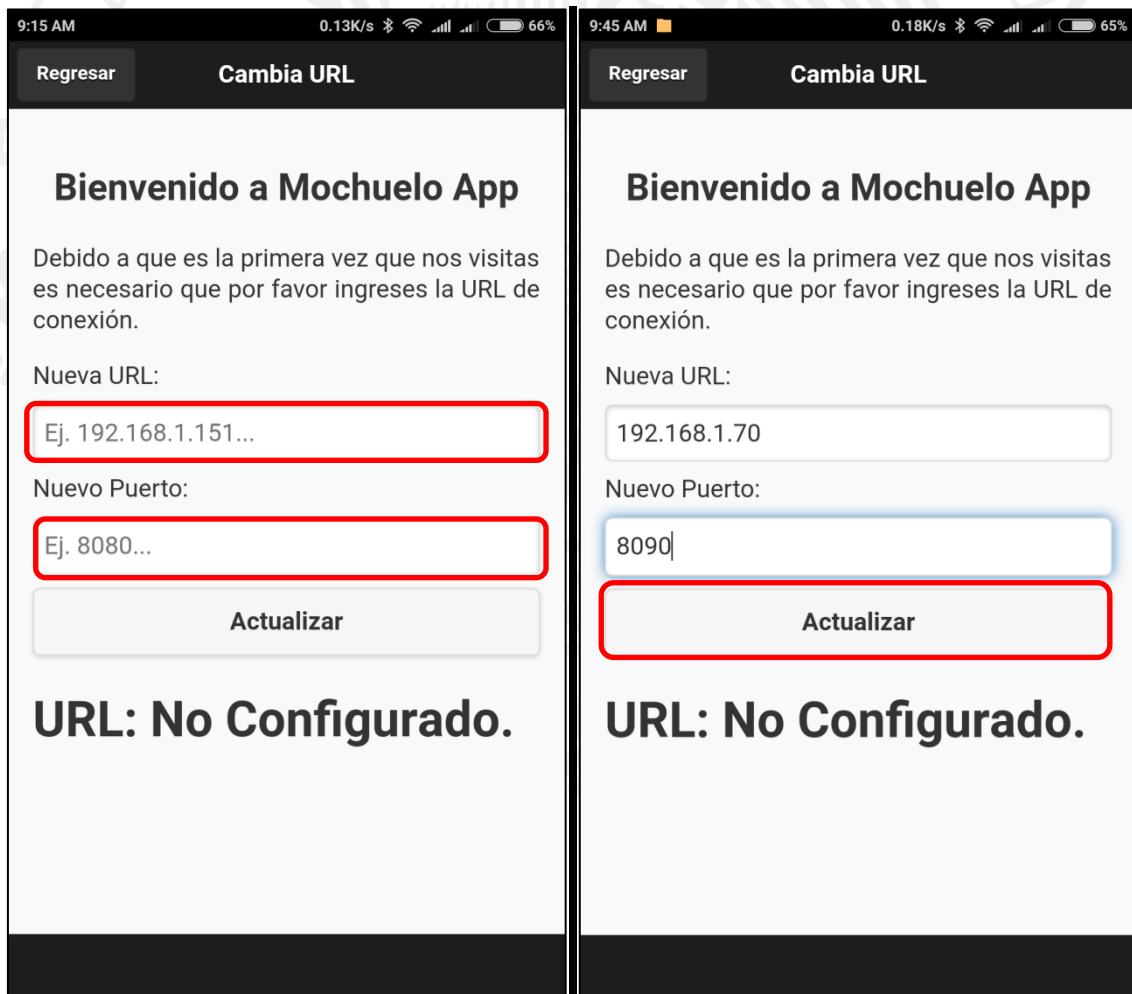 9:15 AM 0.13K/s 66%
Regresar Cambia URL
Bienvenido a Mochuelo App
Debido a que es la primera vez que nos visitas
es necesario que por favor ingreses la URL de
conexión.
Nueva URL:
Ej. 192.168.1.151...
Nuevo Puerto:
Ej. 8080...
Actualizar
URL: No Configurado.
9:45 AM 0.18K/s 65%
Regresar Cambia URL
Bienvenido a Mochuelo App
Debido a que es la primera vez que nos visitas
es necesario que por favor ingreses la URL de
conexión.
Nueva URL:
192.168.1.70
Nuevo Puerto:
8090
Actualizar
URL: No Configurado.